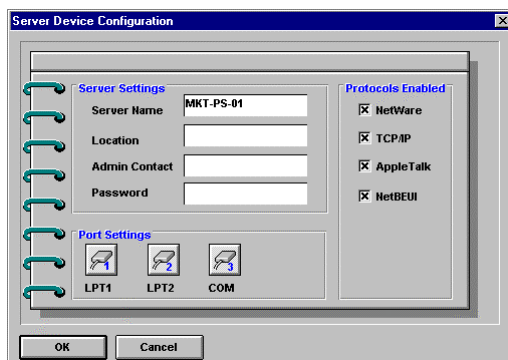 Server Device Configuration
Server Settings
Server Name MKT-PS-01
Location
Admin Contact
Password
Protocols Enabled
NetWare
TCP/IP
AppleTalk
NetBEUI
Port Settings
1 2 3
LPT1 LPT2 COM
OK Cancel